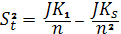 S_t^2 = JK_1/n − JK_S/n^2